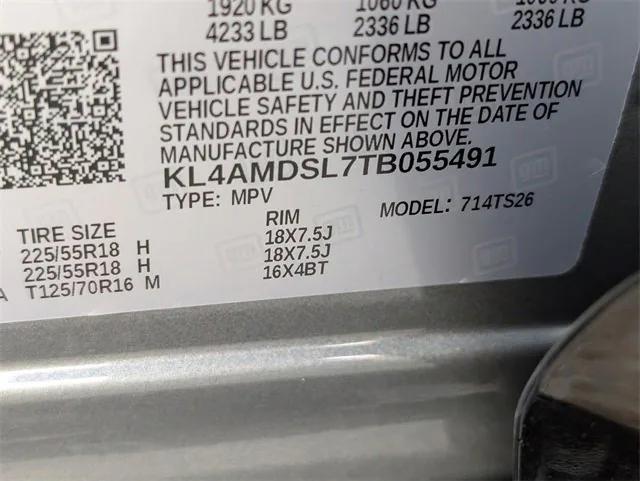 1920 KG 1060 KG
4233 LB 2336 LB 2336 LB
THIS VEHICLE CONFORMS TO ALL
APPLICABLE U.S. FEDERAL MOTOR
VEHICLE SAFETY AND THEFT PREVENTION
STANDARDS IN EFFECT ON THE DATE OF
MANUFACTURE SHOWN ABOVE.
KL4AMDSL7TB055491
TYPE: MPV MODEL: 714TS26
TIRE SIZE RIM
225/55R18 H 18X7.5J
225/55R18 H 18X7.5J
T125/70R16 M 16X4BT